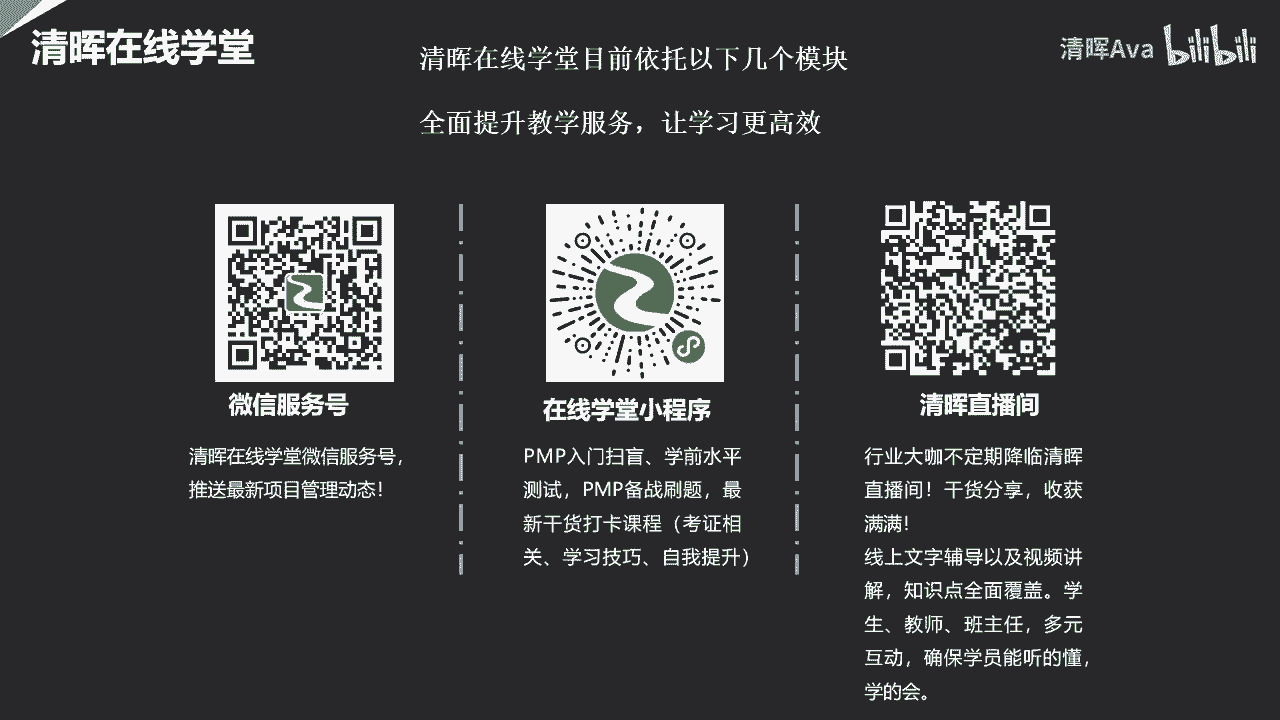 清晖在线学堂
清晖在线学堂目前依托以下几个模块
全面提升教学服务，让学习更高效
清晖Ava bilibili
微信服务号
清晖在线学堂微信服务号，
推送最新项目管理动态！
在线学堂小程序
PMP入门扫盲、学前水平
测试，PMP备战刷题，最
新干货打卡课程（考证相
关、学习技巧、自我提升）
清晖直播间
行业大咖不定期降临清晖
直播间！干货分享，收获
满满！
线上文字辅导以及视频讲
解，知识点全面覆盖。学
生、教师、班主任，多元
互动，确保学员能听的懂，
学的会。